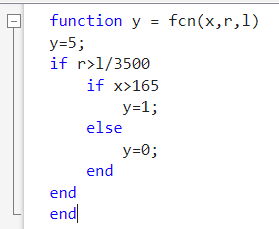 function y = fcn(x,r,l)
y=5;
if r>l/3500
    if x>165
        y=1;
    else
        y=0;
    end
end
end